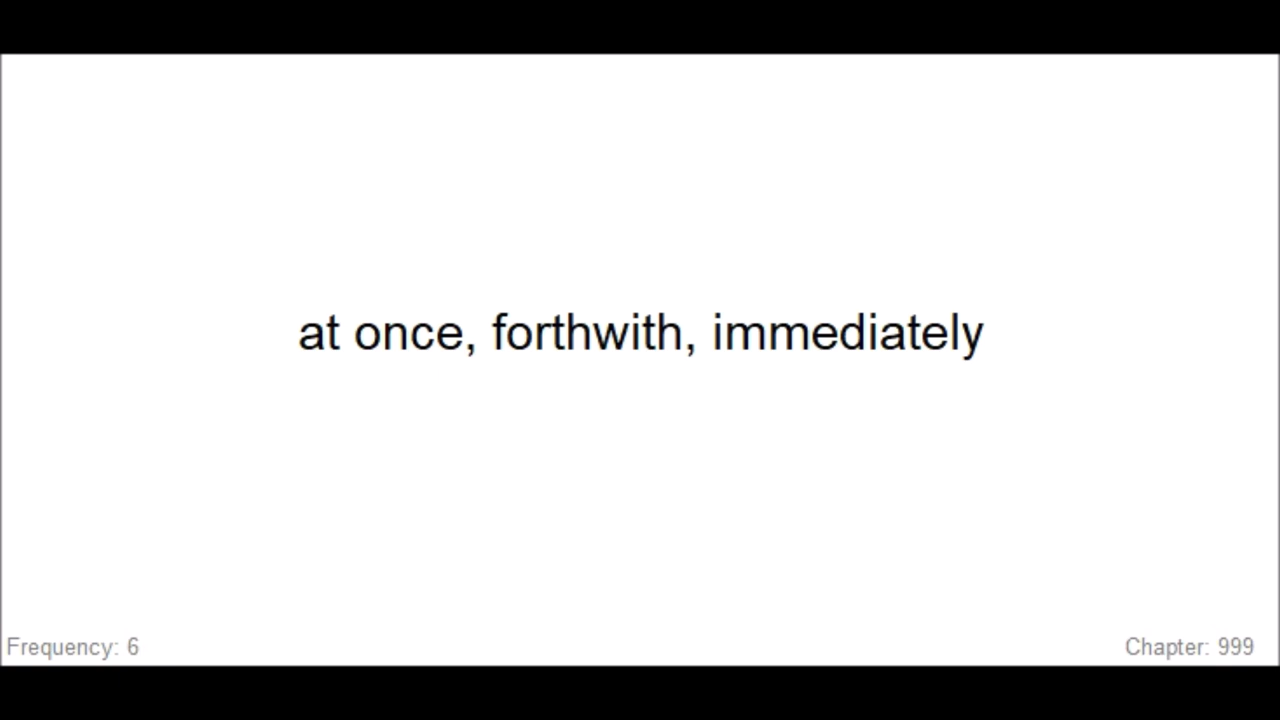 at once, forthwith, immediately
Frequency: 6
Chapter: 999